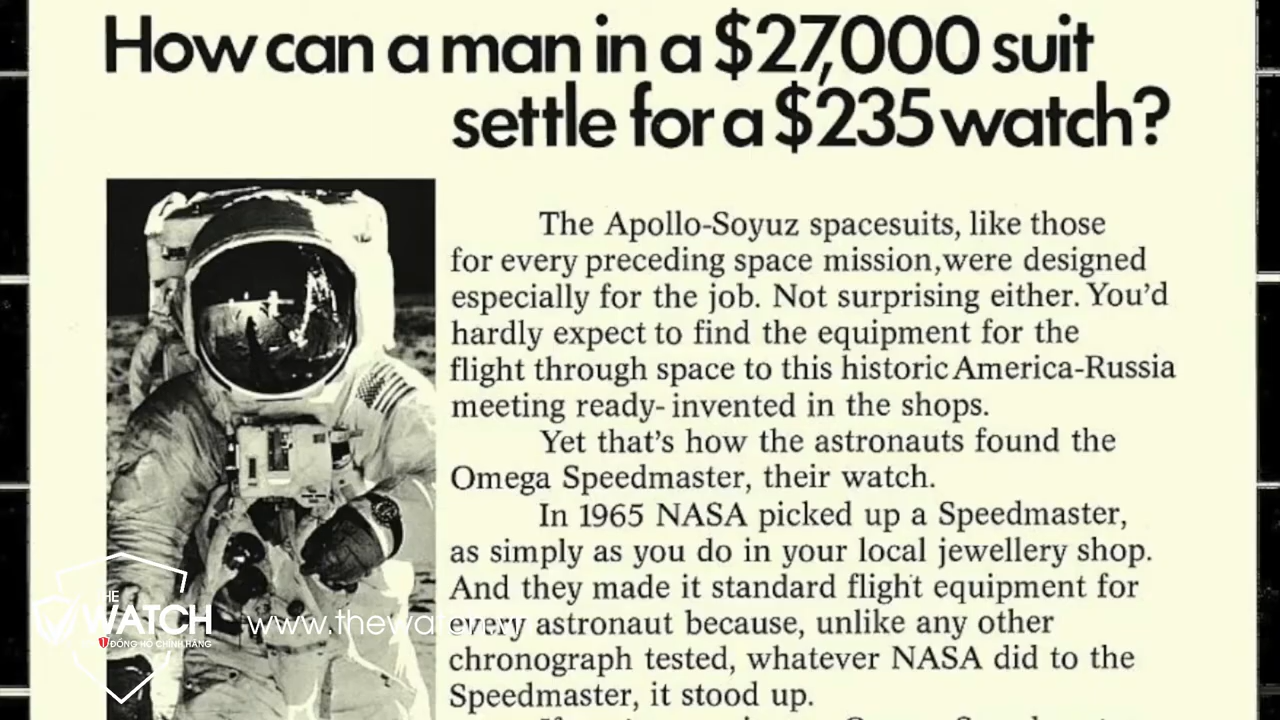 How can a man in a $27,000 suit
settle for a $235 watch?
The Apollo-Soyuz spacesuits, like those
for every preceding space mission,were designed
especially for the job. Not surprising either. You'd
hardly expect to find the equipment for the
flight through space to this historic America-Russia
meeting ready-invented in the shops.
Yet that's how the astronauts found the
Omega Speedmaster, their watch.
In 1965 NASA picked up a Speedmaster,
as simply as you do in your local jewellery shop.
And they made it standard flight equipment for
every astronaut because, unlike any other
chronograph tested, whatever NASA did to the
Speedmaster, it stood up.
THE
WATCH
ĐỒNG HỒ CHÍNH HÃNG